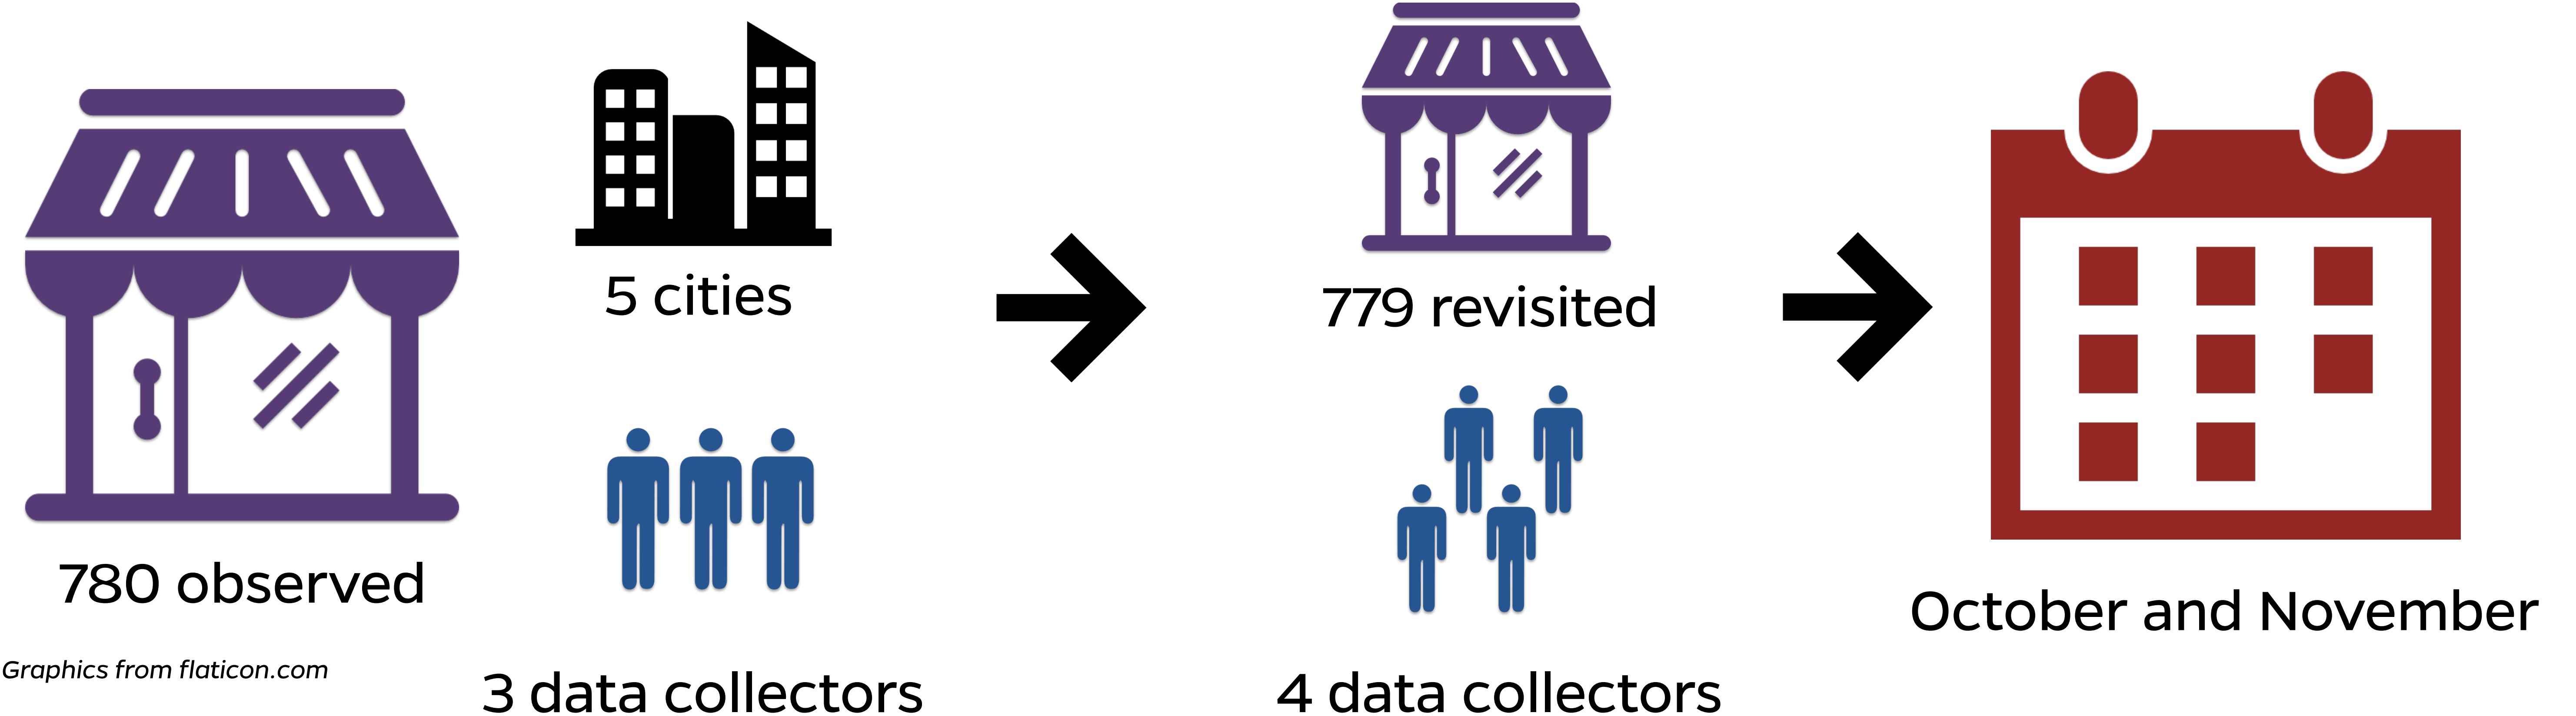 780 observed
5 cities
3 data collectors
779 revisited
4 data collectors
October and November
Graphics from flaticon.com